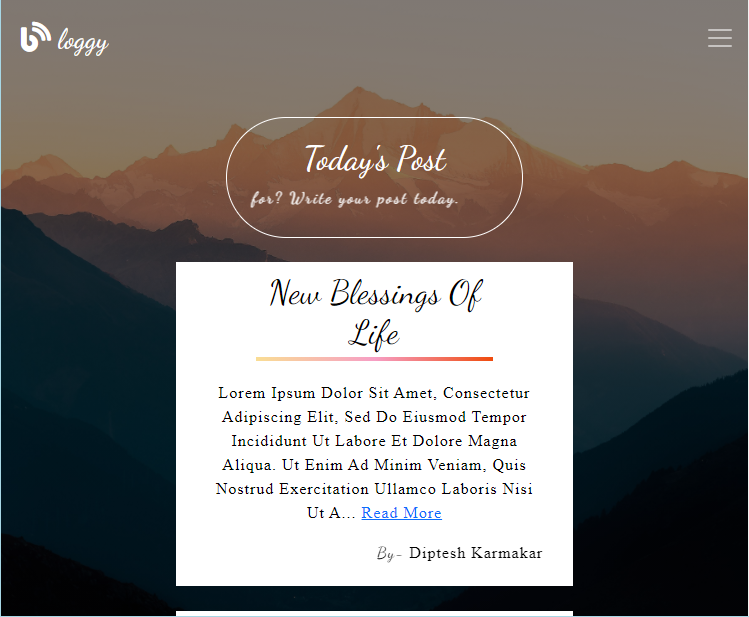 b loggy
Today's Post
for? Write your post today.
New Blessings Of
Life
Lorem Ipsum Dolor Sit Amet, Consectetur
Adipiscing Elit, Sed Do Eiusmod Tempor
Incididunt Ut Labore Et Dolore Magna
Aliqua. Ut Enim Ad Minim Veniam, Quis
Nostrud Exercitation Ullamco Laboris Nisi
Ut A... Read More
By- Diptesh Karmakar